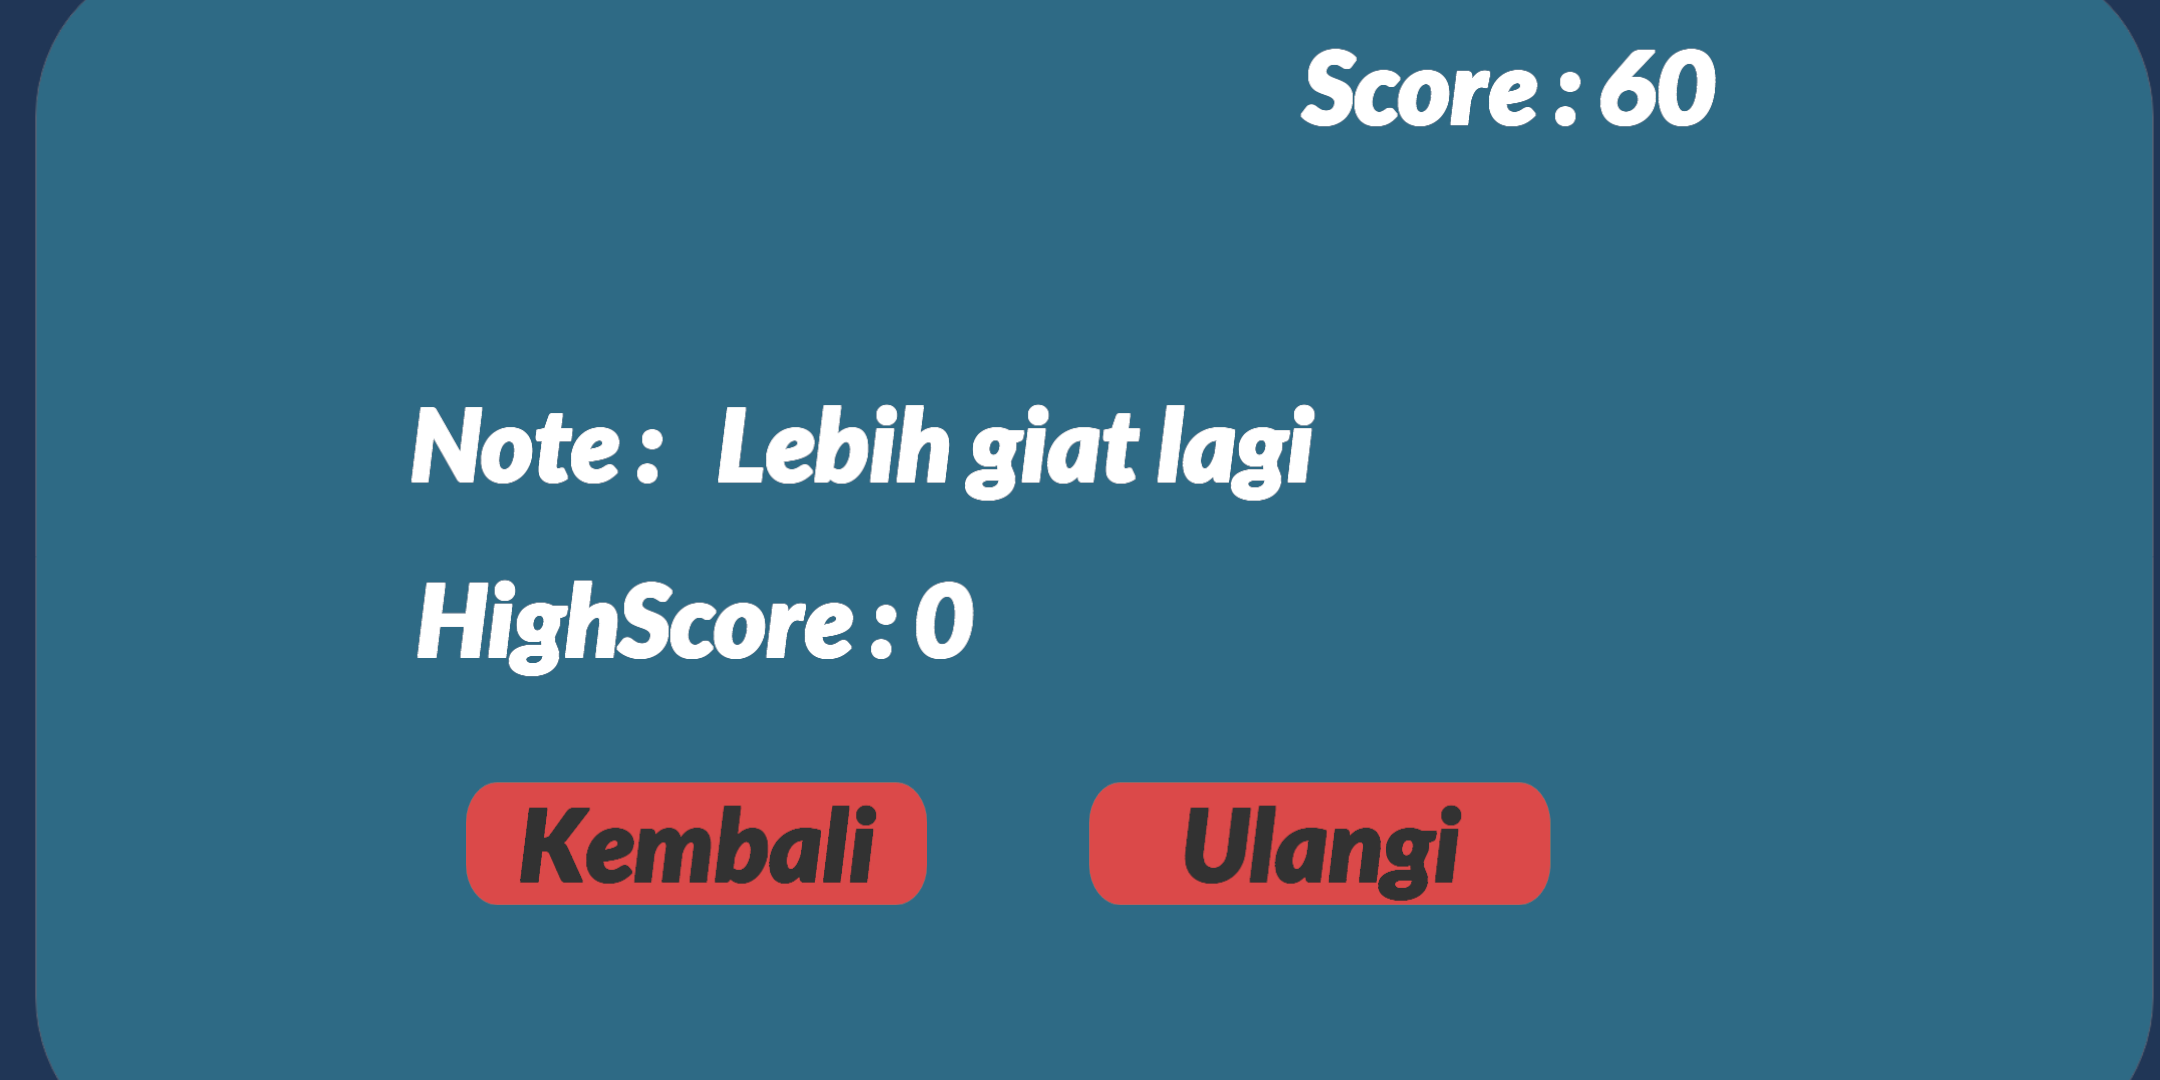 Score : 60
Note : Lebih giat lagi
HighScore : 0
Kembali
Ulangi